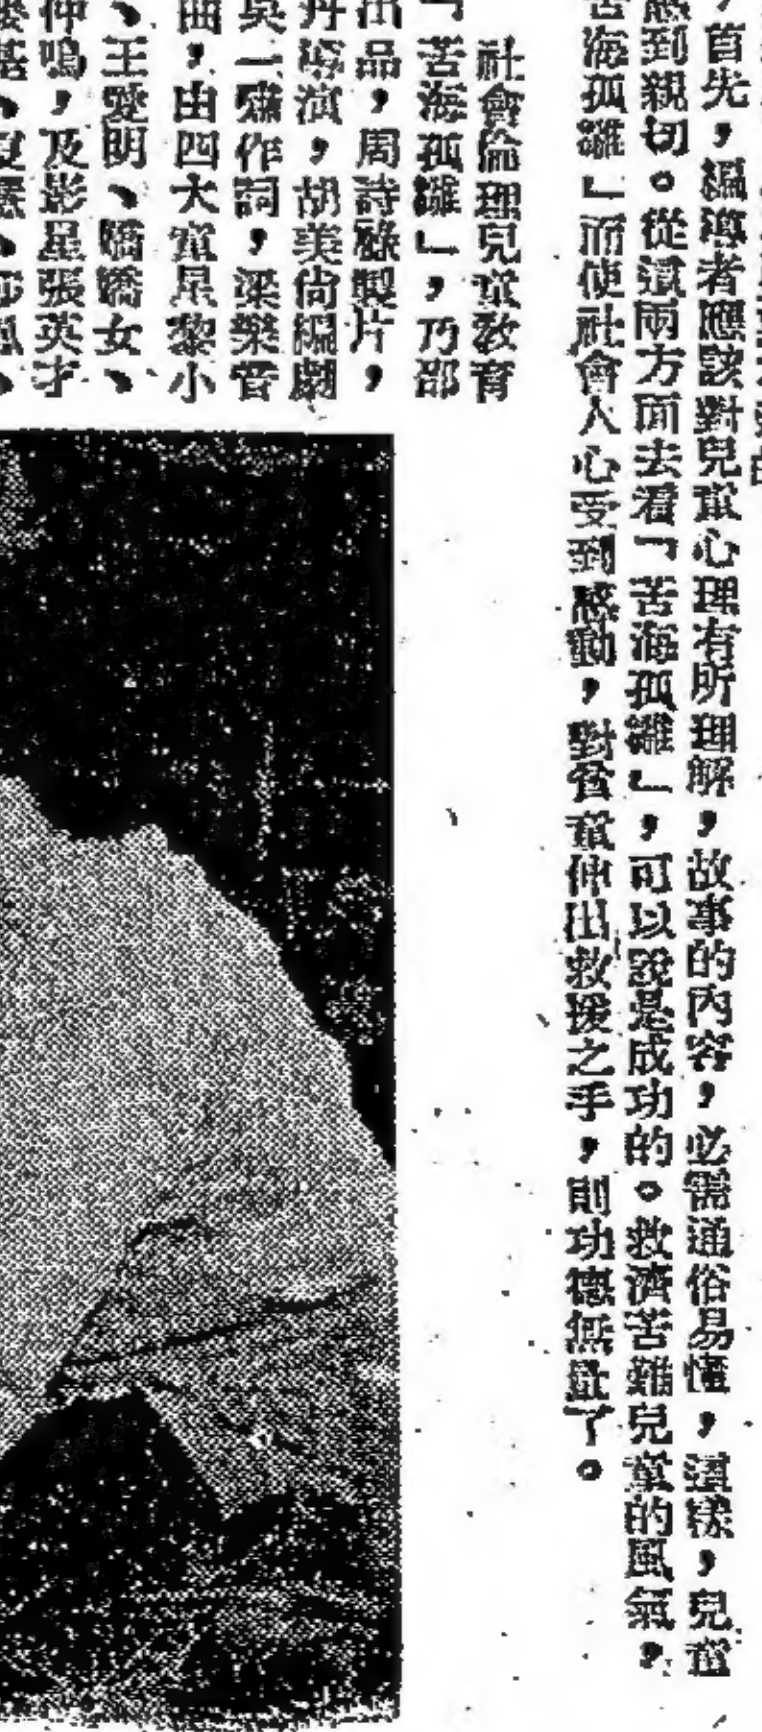 ，首先，編導者應該對兒童心理有所理解，故事的內容，必需通俗易懂，這樣，兒童
感到親切。從這兩方面去看「苦海孤雛」，可以說是成功的。救濟苦難兒童的風氣，
苦海孤雛」而使社會人心受到感動，對貧童伸出救援之手，則功德無量了。
社會倫理兒童教育
「苦海孤雛」，乃邵
出品，周詩祿製片，
丹導演，胡美尙編劇
吳一嘯作詞，梁樂音
曲，由四大童星黎小
、王愛明、嬌嬌女、
仲鳴，及影星張英才